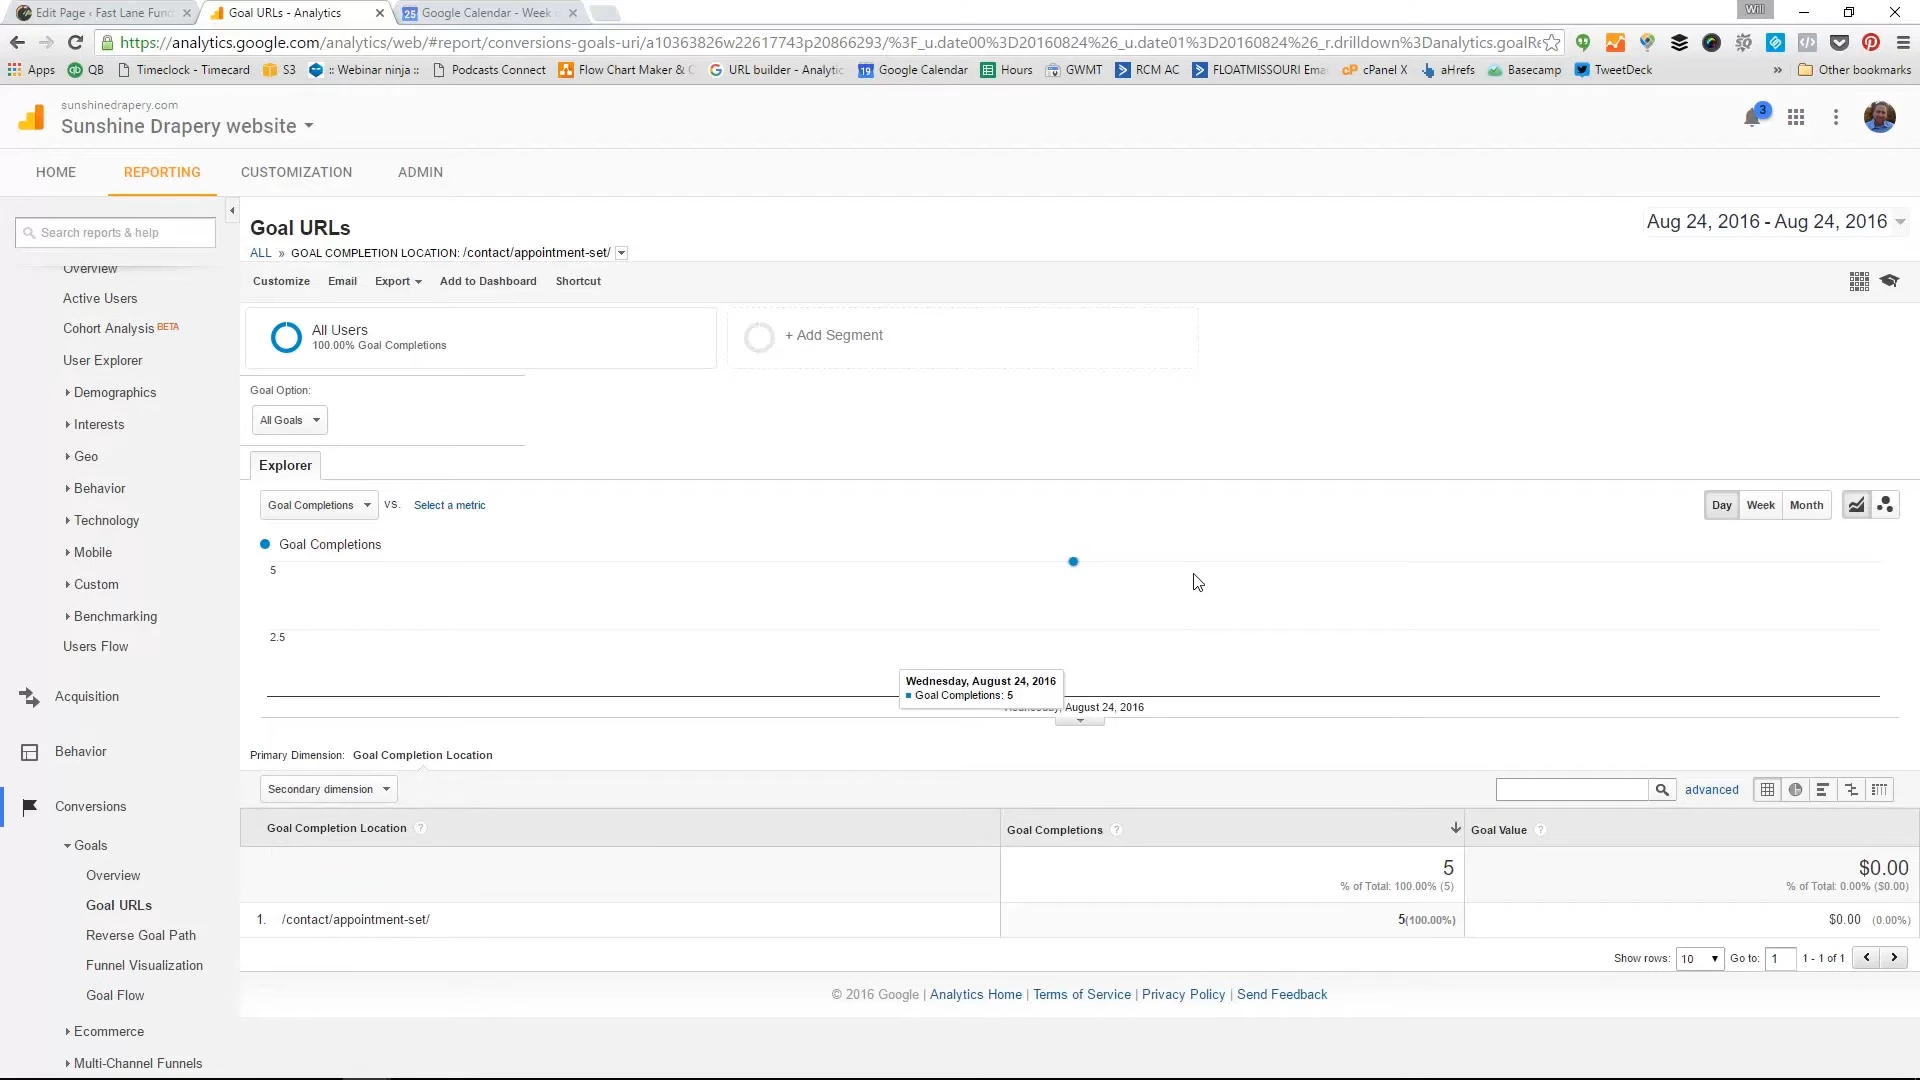 Edit Page ‹ Fast Lane Fun
Goal URLs - Analytics
Google Calendar - Week
Will
https://analytics.google.com/analytics/web/#report/conversions-goals-uri/a10363826w22617743p20866293/%3F_u.date00%3D20160824%26_u.date01%3D20160824%26_r.drilldown%3Danalytics.goalRe
Apps QB Timeclock - Timecard S3 :: Webinar ninja :: Podcasts Connect Flow Chart Maker & URL builder - Analytic Google Calendar Hours GWMT RCM AC FLOATMISSOURI Ema cPanel X aHrefs Basecamp TweetDeck » Other bookmarks
sunshinedrapery.com
Sunshine Drapery website
3
HOME REPORTING CUSTOMIZATION ADMIN
Search reports & help
Overview
Active Users
Cohort Analysis BETA
User Explorer
Demographics
Interests
Geo
Behavior
Technology
Mobile
Custom
Benchmarking
Users Flow
Acquisition
Behavior
Conversions
Goals
Overview
Goal URLs
Reverse Goal Path
Funnel Visualization
Goal Flow
Ecommerce
Multi-Channel Funnels
Goal URLs
Aug 24, 2016 - Aug 24, 2016
ALL » GOAL COMPLETION LOCATION: /contact/appointment-set/
Customize Email Export Add to Dashboard Shortcut
All Users
100.00% Goal Completions
+ Add Segment
Goal Option:
All Goals
Explorer
Goal Completions VS. Select a metric
Day Week Month
Goal Completions
5
2.5
Wednesday, August 24, 2016
Goal Completions: 5
August 24, 2016
Primary Dimension: Goal Completion Location
Secondary dimension
advanced
Goal Completion Location ? Goal Completions ? Goal Value ?
5 $0.00
% of Total: 100.00% (5) % of Total: 0.00% ($0.00)
1. /contact/appointment-set/ 5(100.00%) $0.00 (0.00%)
Show rows: 10 Go to: 1 1 - 1 of 1
© 2016 Google | Analytics Home | Terms of Service | Privacy Policy | Send Feedback